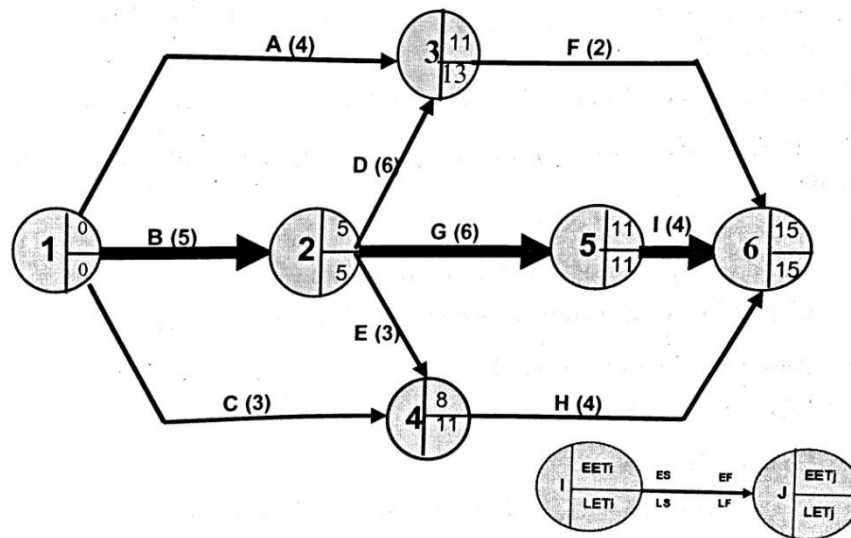 A (4)
3
11
13
F (2)
D (6)
1
0
0
B (5)
2
5
5
G (6)
5
11
11
I (4)
6
15
15
E (3)
C (3)
4
8
11
H (4)
I
EETi
LETi
ES
EF
LS
LF
J
EETj
LETj